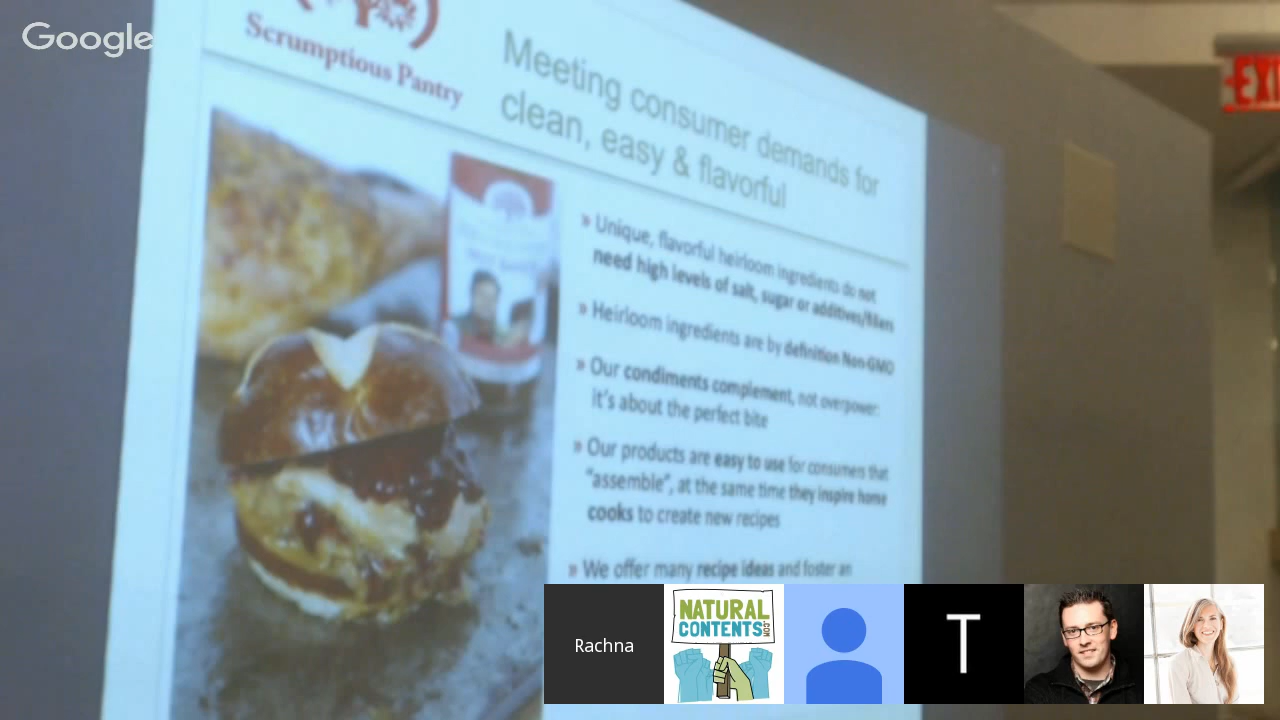 Google
Scrumptious Pantry
Meeting consumer demands for
clean, easy & flavorful
» Unique, flavorful heirloom ingredients do not
need high levels of salt, sugar or additives/fillers
» Heirloom ingredients are by definition Non-GMO
» Our condiments complement, not overpower:
it's about the perfect bite
» Our products are easy to use for consumers that
"assemble", at the same time they inspire home
cooks to create new recipes
» We offer many recipe ideas and foster an
EXI
Rachna
NATURAL
CONTENTS
.COM
T